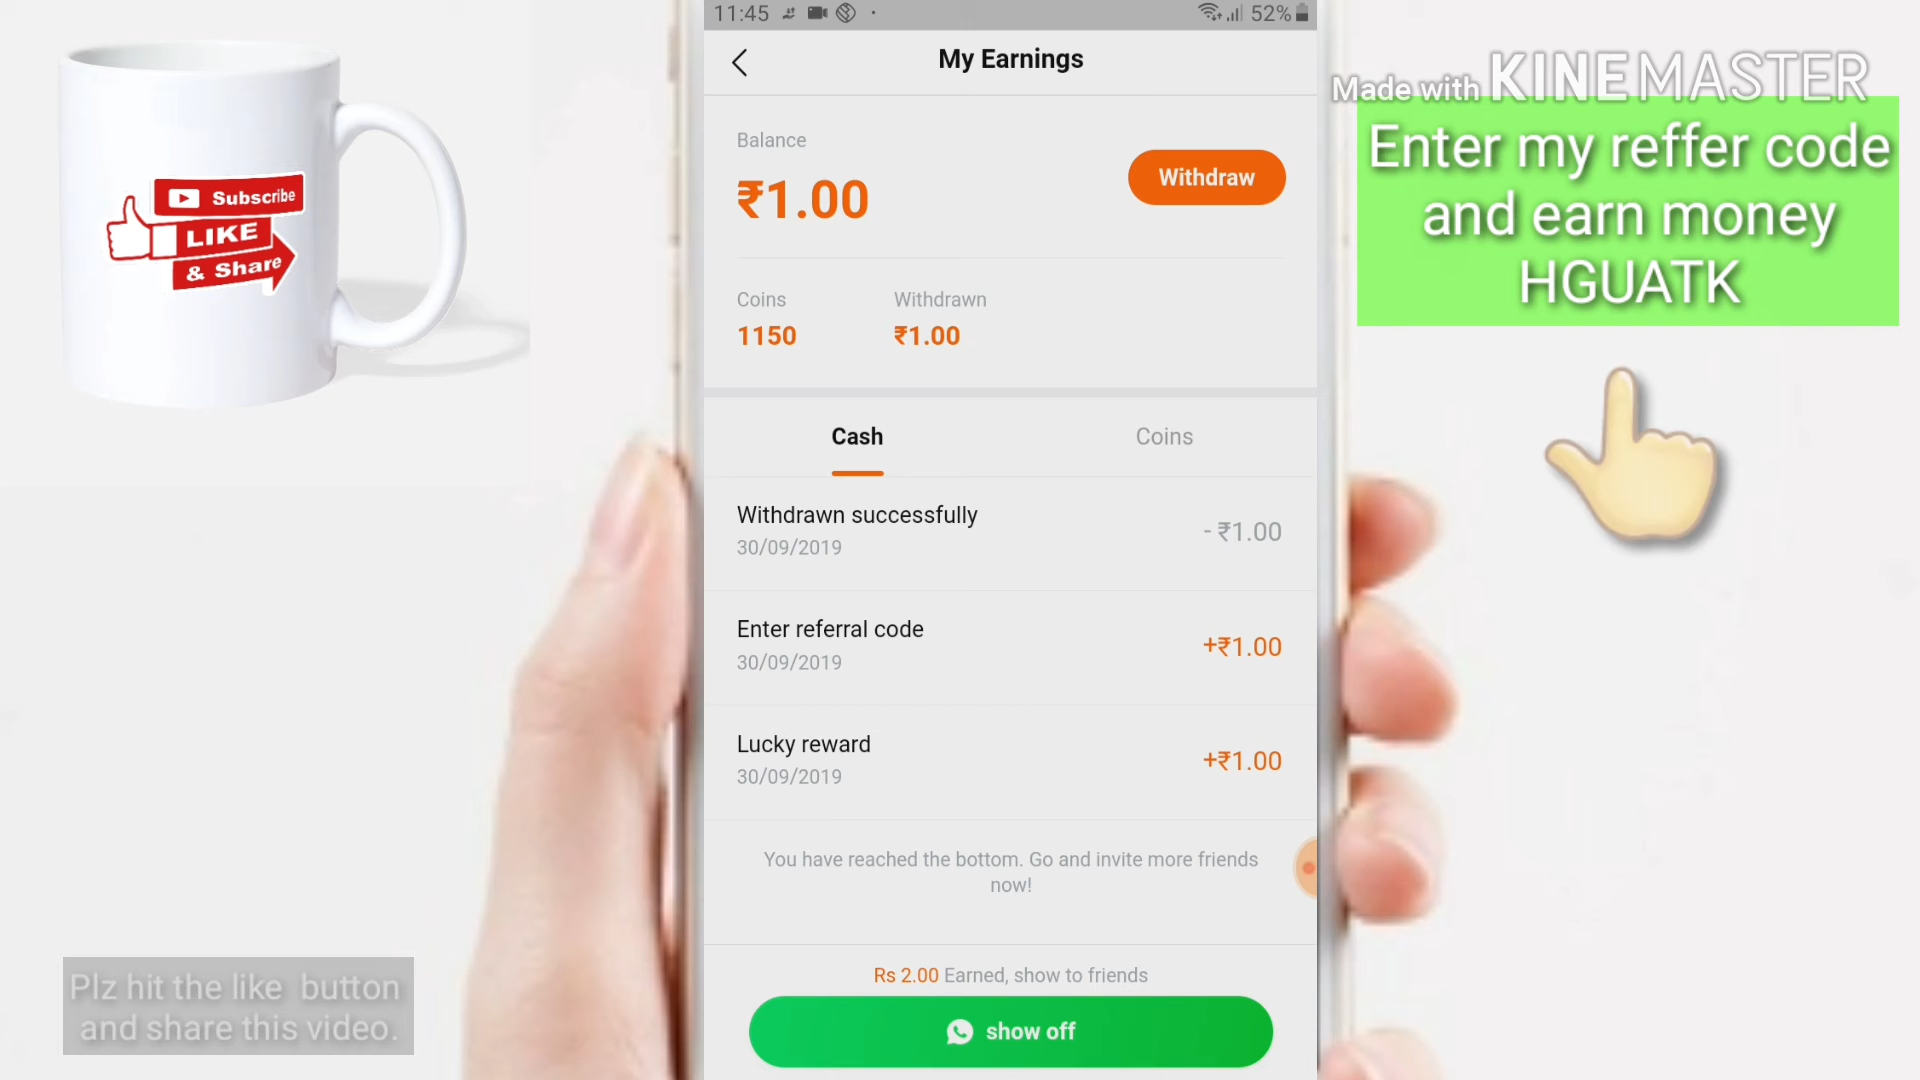 11:45
52%
My Earnings
Made with KINEMASTER
Balance
₹1.00
Withdraw
Enter my reffer code
and earn money
HGUATK
Subscribe
LIKE
& Share
Coins
Withdrawn
1150
₹1.00
Cash
Coins
Withdrawn successfully
30/09/2019
- ₹1.00
Enter referral code
30/09/2019
+₹1.00
Lucky reward
30/09/2019
+₹1.00
You have reached the bottom. Go and invite more friends
now!
Rs 2.00 Earned, show to friends
show off
Plz hit the like button
and share this video.